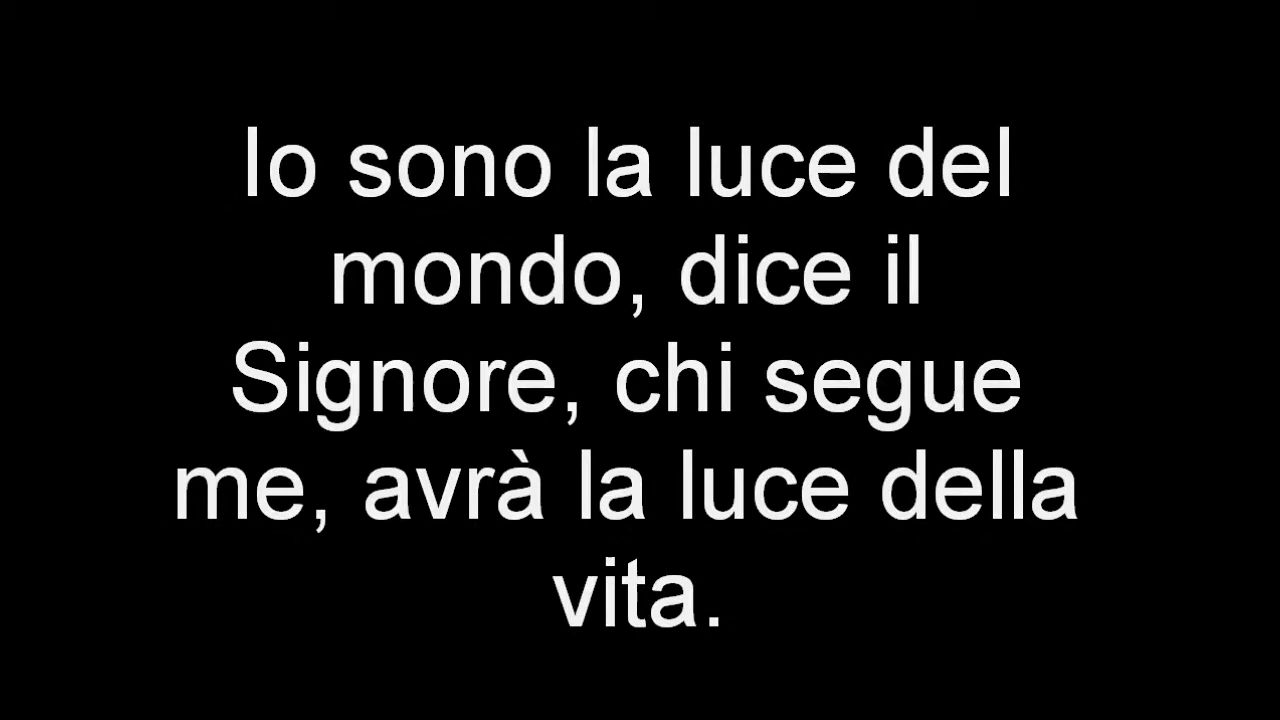 Io sono la luce del
mondo, dice il
Signore, chi segue
me, avrà la luce della
vita.